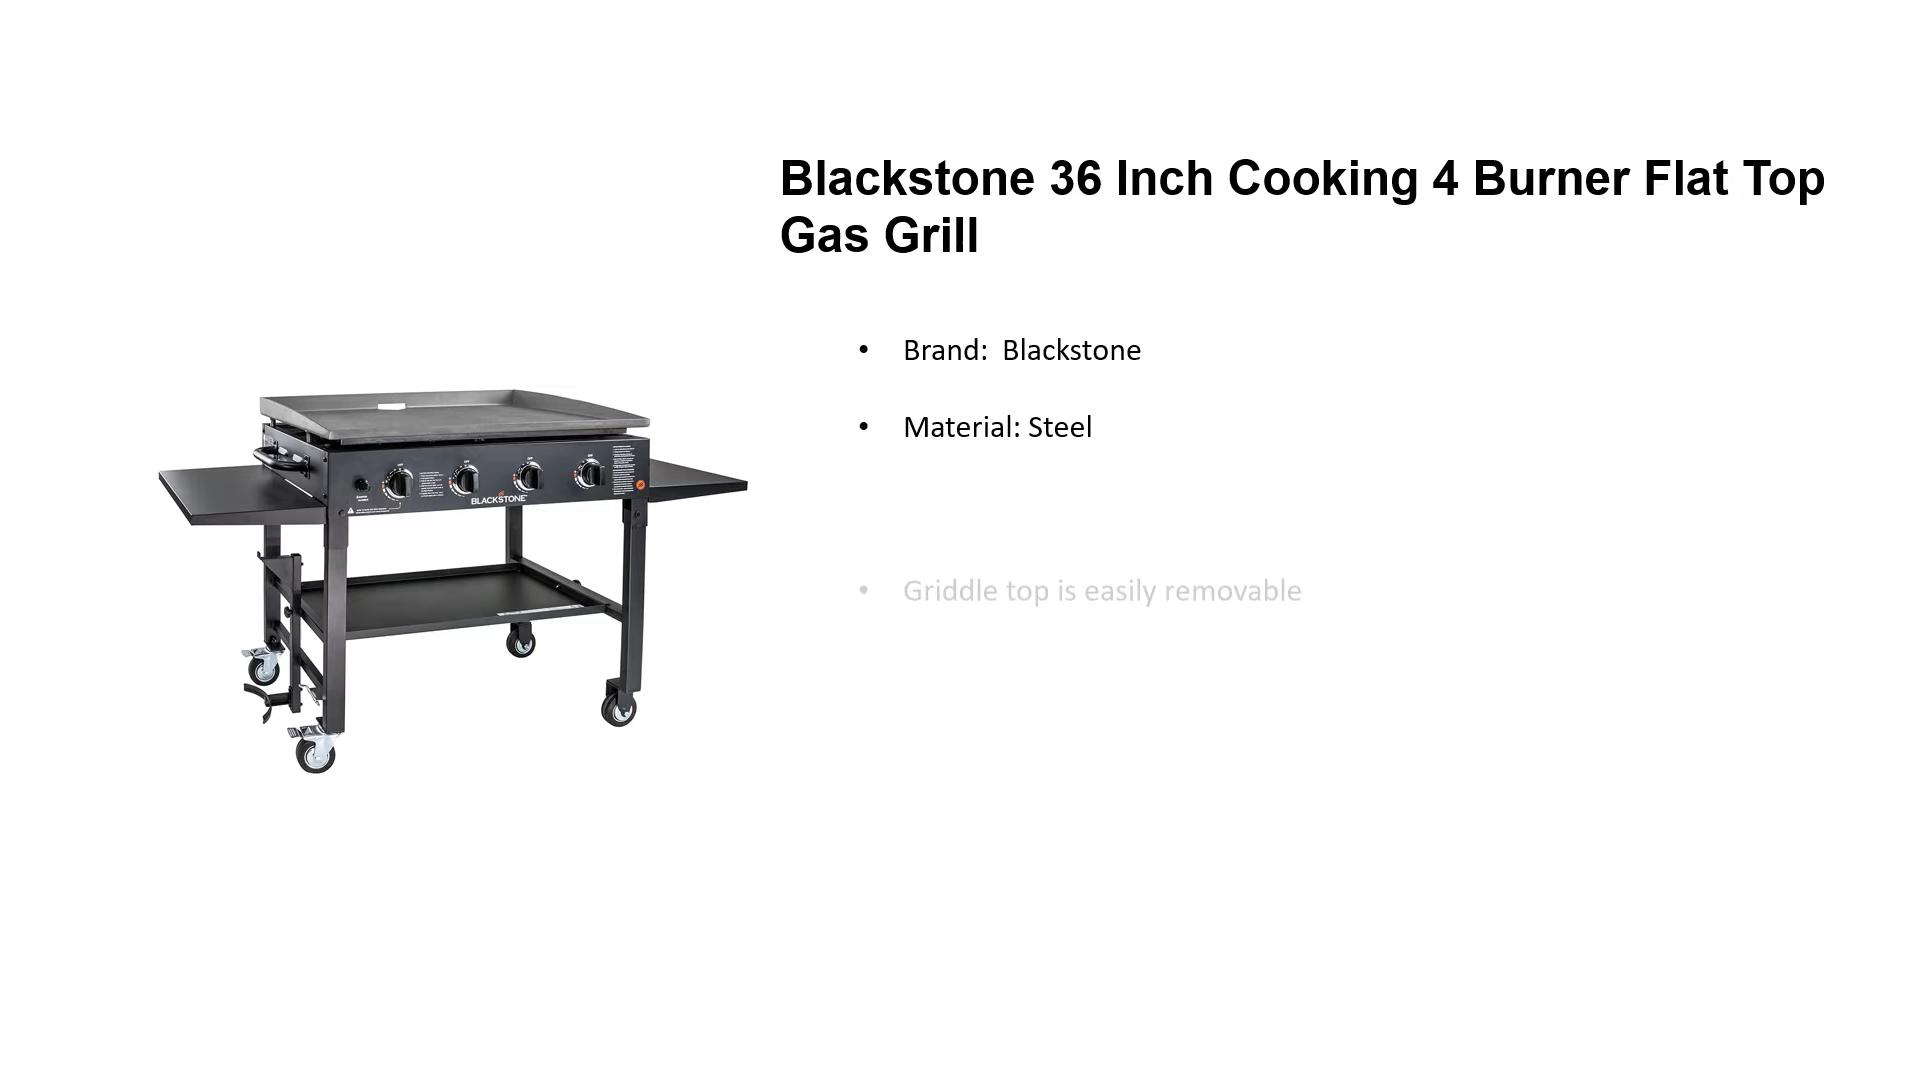 Blackstone 36 Inch Cooking 4 Burner Flat Top
Gas Grill
• Brand: Blackstone
• Material: Steel
• Griddle top is easily removable
BLACKSTONE